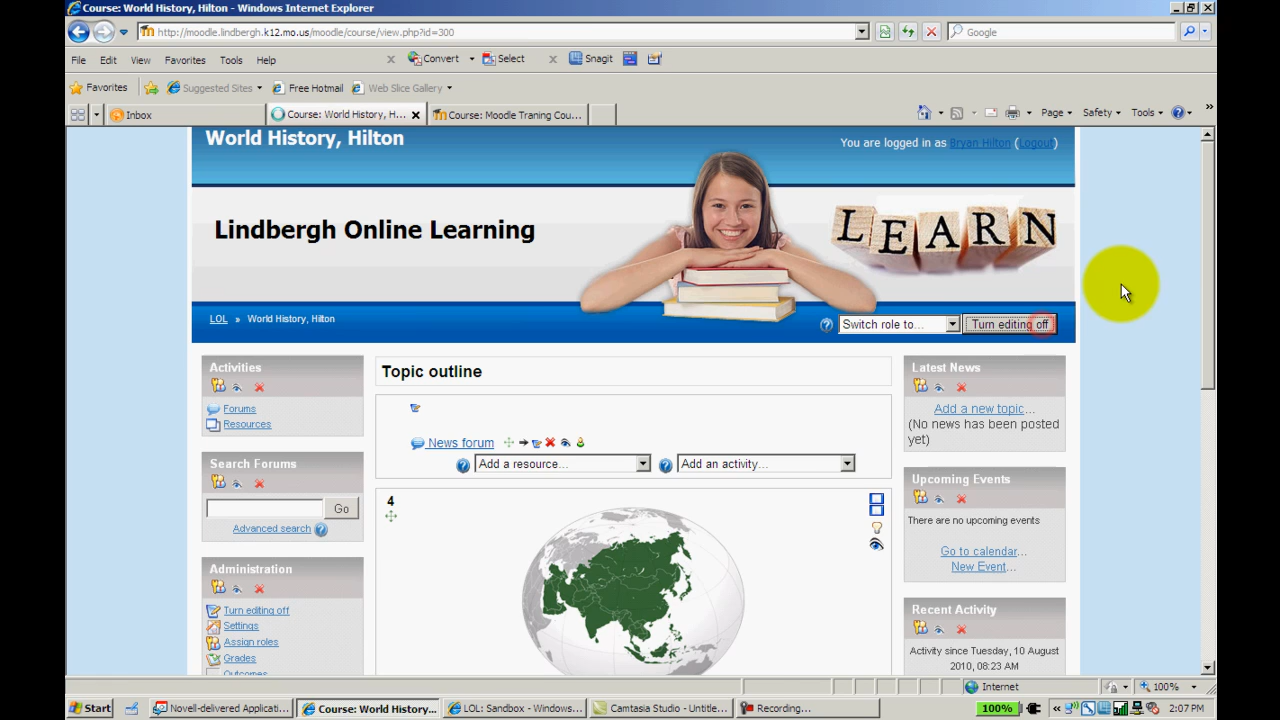 Course: World History, Hilton - Windows Internet Explorer
http://moodle.lindbergh.k12.mo.us/moodle/course/view.php?id=300
Google
File Edit View Favorites Tools Help
x Convert Select x Snagit
Favorites Suggested Sites Free Hotmail Web Slice Gallery
Inbox Course: World History, H... x Course: Moodle Traning Cou...
Page Safety Tools
World History, Hilton
You are logged in as Bryan Hilton (Logout)
Lindbergh Online Learning
LEARN
LOL » World History, Hilton
Switch role to... Turn editing off
Activities
Forums
Resources
Search Forums
Go
Advanced search
Administration
Turn editing off
Settings
Assign roles
Grades
Outcomes
Topic outline
News forum
Add a resource... Add an activity...
4
Latest News
Add a new topic...
(No news has been posted
yet)
Upcoming Events
There are no upcoming events
Go to calendar...
New Event...
Recent Activity
Activity since Tuesday, 10 August
2010, 08:23 AM
Internet 100%
Start Novell-delivered Applicati... Course: World History... LOL: Sandbox - Windows... Camtasia Studio - Untitle... Recording... 100% « 2:07 PM